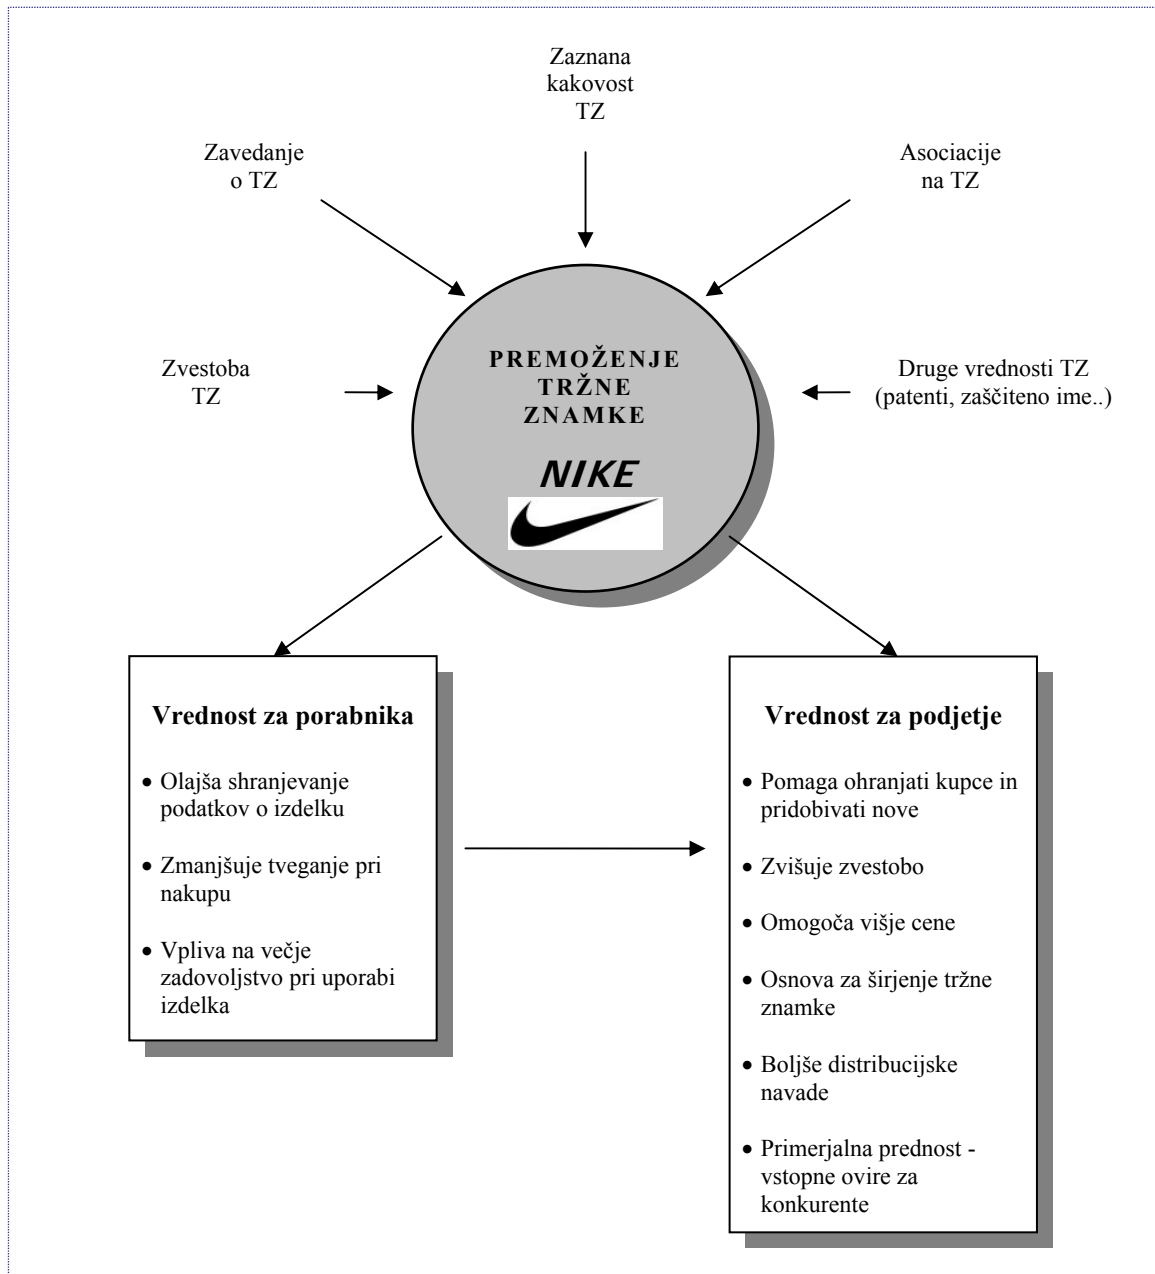 Zaznana
kakovost
TZ
Zavedanje
o TZ
Asociacije
na TZ
Zvestoba
TZ
PREMOŽENJE
TRŽNE
ZNAMKE
NIKE
Druge vrednosti TZ
(patenti, zaščiteno ime..)
Vrednost za porabnika
• Olajša shranjevanje
podatkov o izdelku
• Zmanjšuje tveganje pri
nakupu
• Vpliva na večje
zadovoljstvo pri uporabi
izdelka
Vrednost za podjetje
• Pomaga ohranjati kupce in
pridobivati nove
• Zvišuje zvestobo
• Omogoča višje cene
• Osnova za širjenje tržne
znamke
• Boljše distribucijske
navade
• Primerjalna prednost -
vstopne ovire za
konkurente